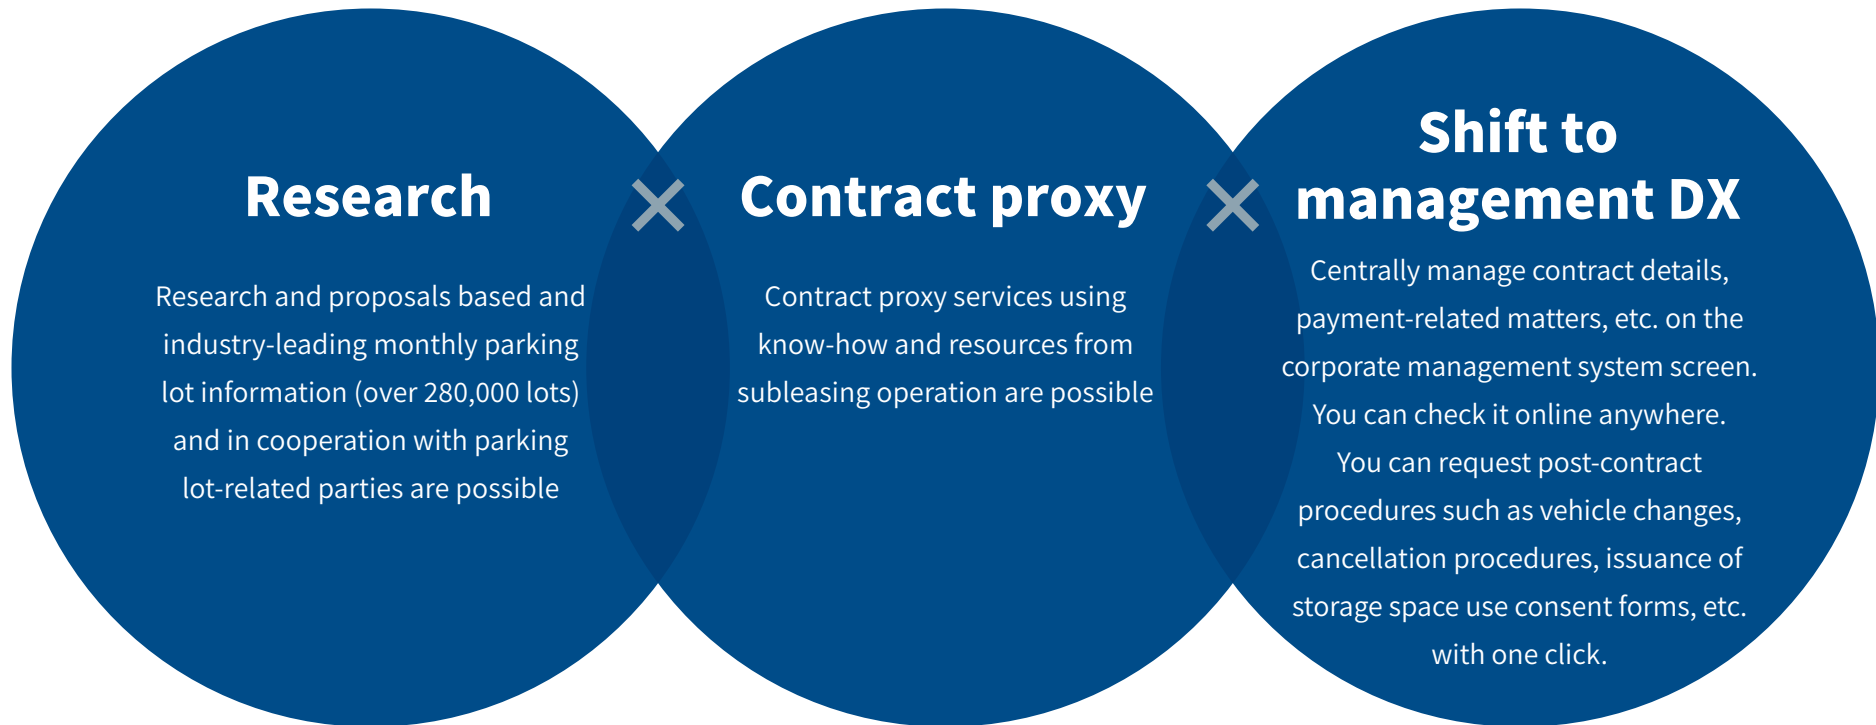 Research
Research and proposals based and
industry-leading monthly parking
lot information (over 280,000 lots)
and in cooperation with parking
lot-related parties are possible
×
Contract proxy
Contract proxy services using
know-how and resources from
subleasing operation are possible
×
Shift to
management DX
Centrally manage contract details,
payment-related matters, etc. on the
corporate management system screen.
You can check it online anywhere.
You can request post-contract
procedures such as vehicle changes,
cancellation procedures, issuance of
storage space use consent forms, etc.
with one click.